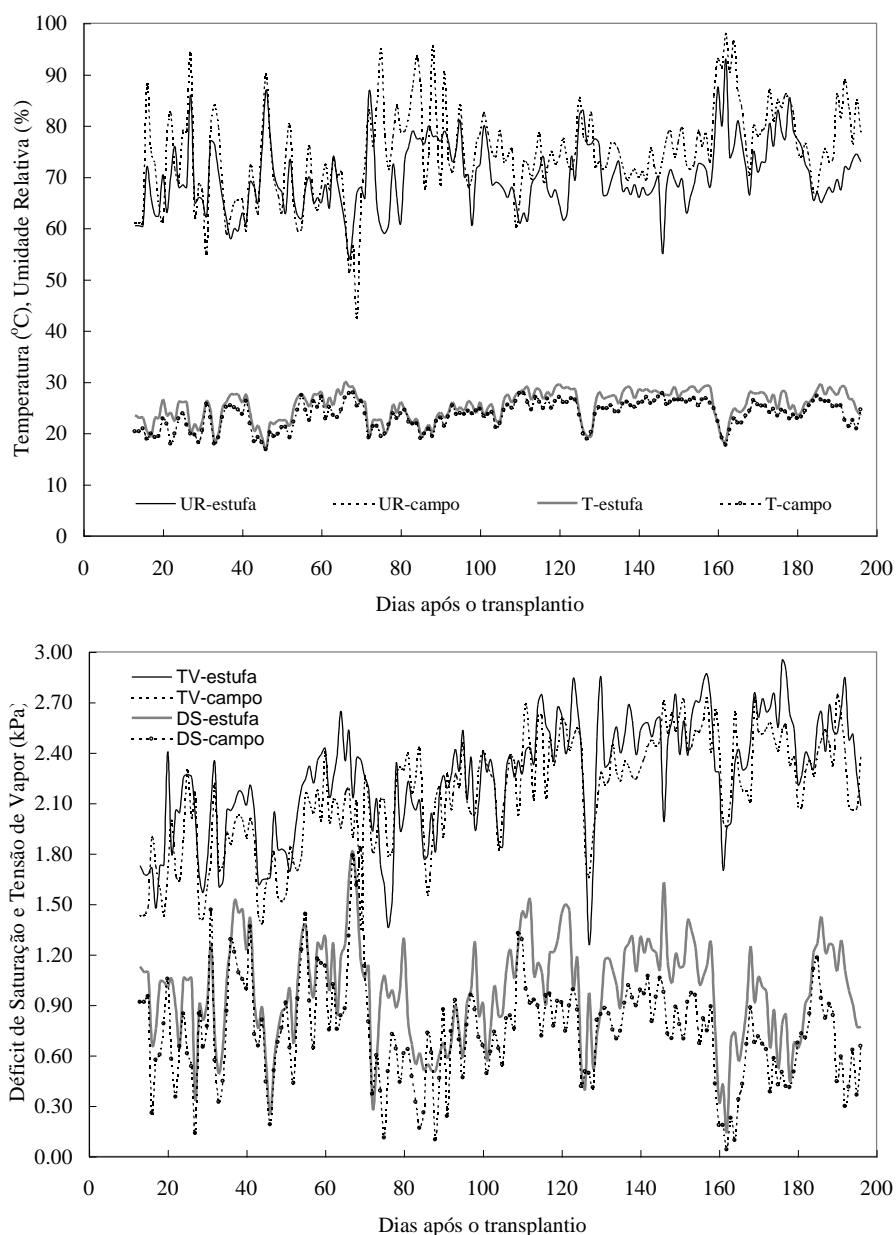 100
90
80
70
60
50
40
30
20
10
0
Temperatura (°C), Umidade Relativa (%)
UR-estufa UR-campo T-estufa T-campo
0 20 40 60 80 100 120 140 160 180 200
Dias após o transplantio
3.00
2.70
2.40
2.10
1.80
1.50
1.20
0.90
0.60
0.30
0.00
Déficit de Saturação e Tensão de Vapor (kPa)
TV-estufa
TV-campo
DS-estufa
DS-campo
0 20 40 60 80 100 120 140 160 180 200
Dias após o transplantio